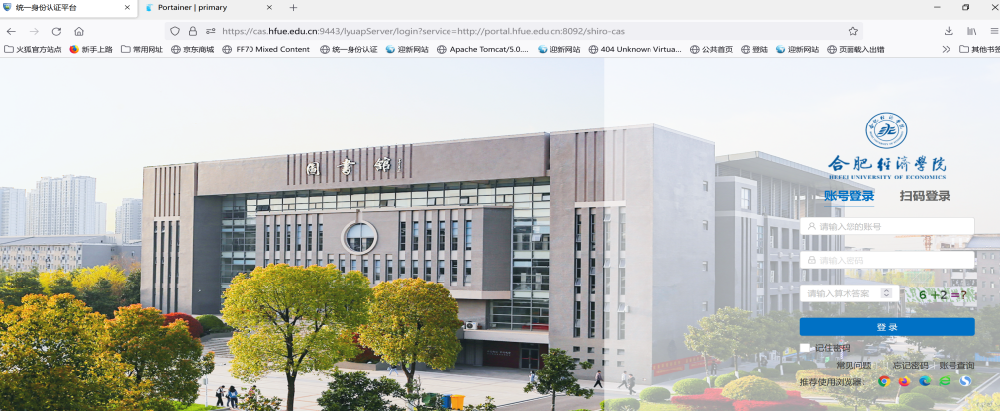 统一身份认证平台
Portainer | primary
https://cas.hfue.edu.cn:9443/lyuapServer/login?service=http://portal.hfue.edu.cn:8092/shiro-cas
火狐官方站点 新手上路 常用网址 京东商城 FF70 Mixed Content 统一身份认证 迎新网站 Apache Tomcat/5.0.... 迎新网站 404 Unknown Virtua... 公共首页 登陆 迎新网站 页面载入出错 其他书签
圖書館
合肥经济學院
HEFEI UNIVERSITY OF ECONOMICS
账号登录 扫码登录
请输入您的账号
请输入密码
请输入算术答案 6+2=?
登 录
记住密码
常见问题 忘记密码 账号查询
推荐使用浏览器：